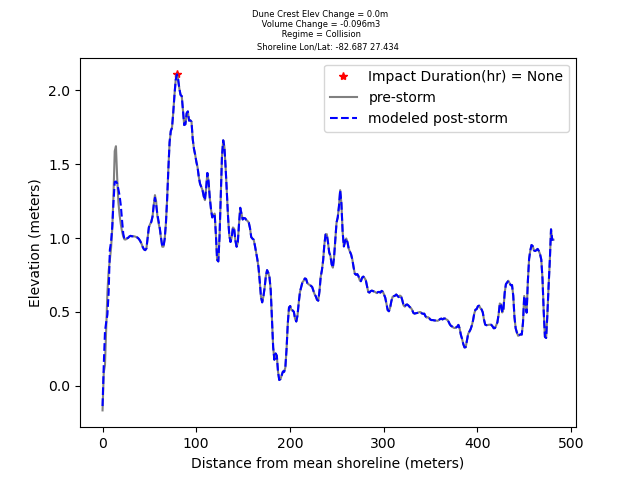 Dune Crest Elev Change = 0.0m
Volume Change = -0.096m3
Regime = Collision
Shoreline Lon/Lat: -82.687 27.434
Impact Duration(hr) = None
pre-storm
modeled post-storm
Elevation (meters)
2.0
1.5
1.0
0.5
0.0
0 100 200 300 400 500
Distance from mean shoreline (meters)